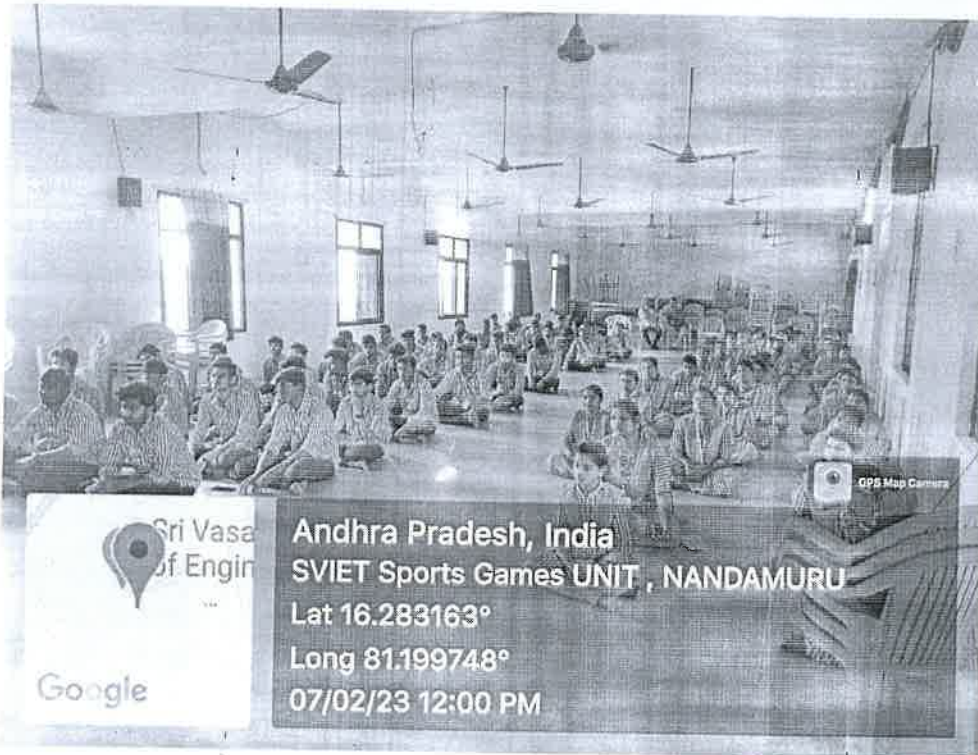 GPS Map Camera
Sri Vasa
of Engin
Google
Andhra Pradesh, India
SVIET Sports Games UNIT , NANDAMURU
Lat 16.283163°
Long 81.199748°
07/02/23 12:00 PM